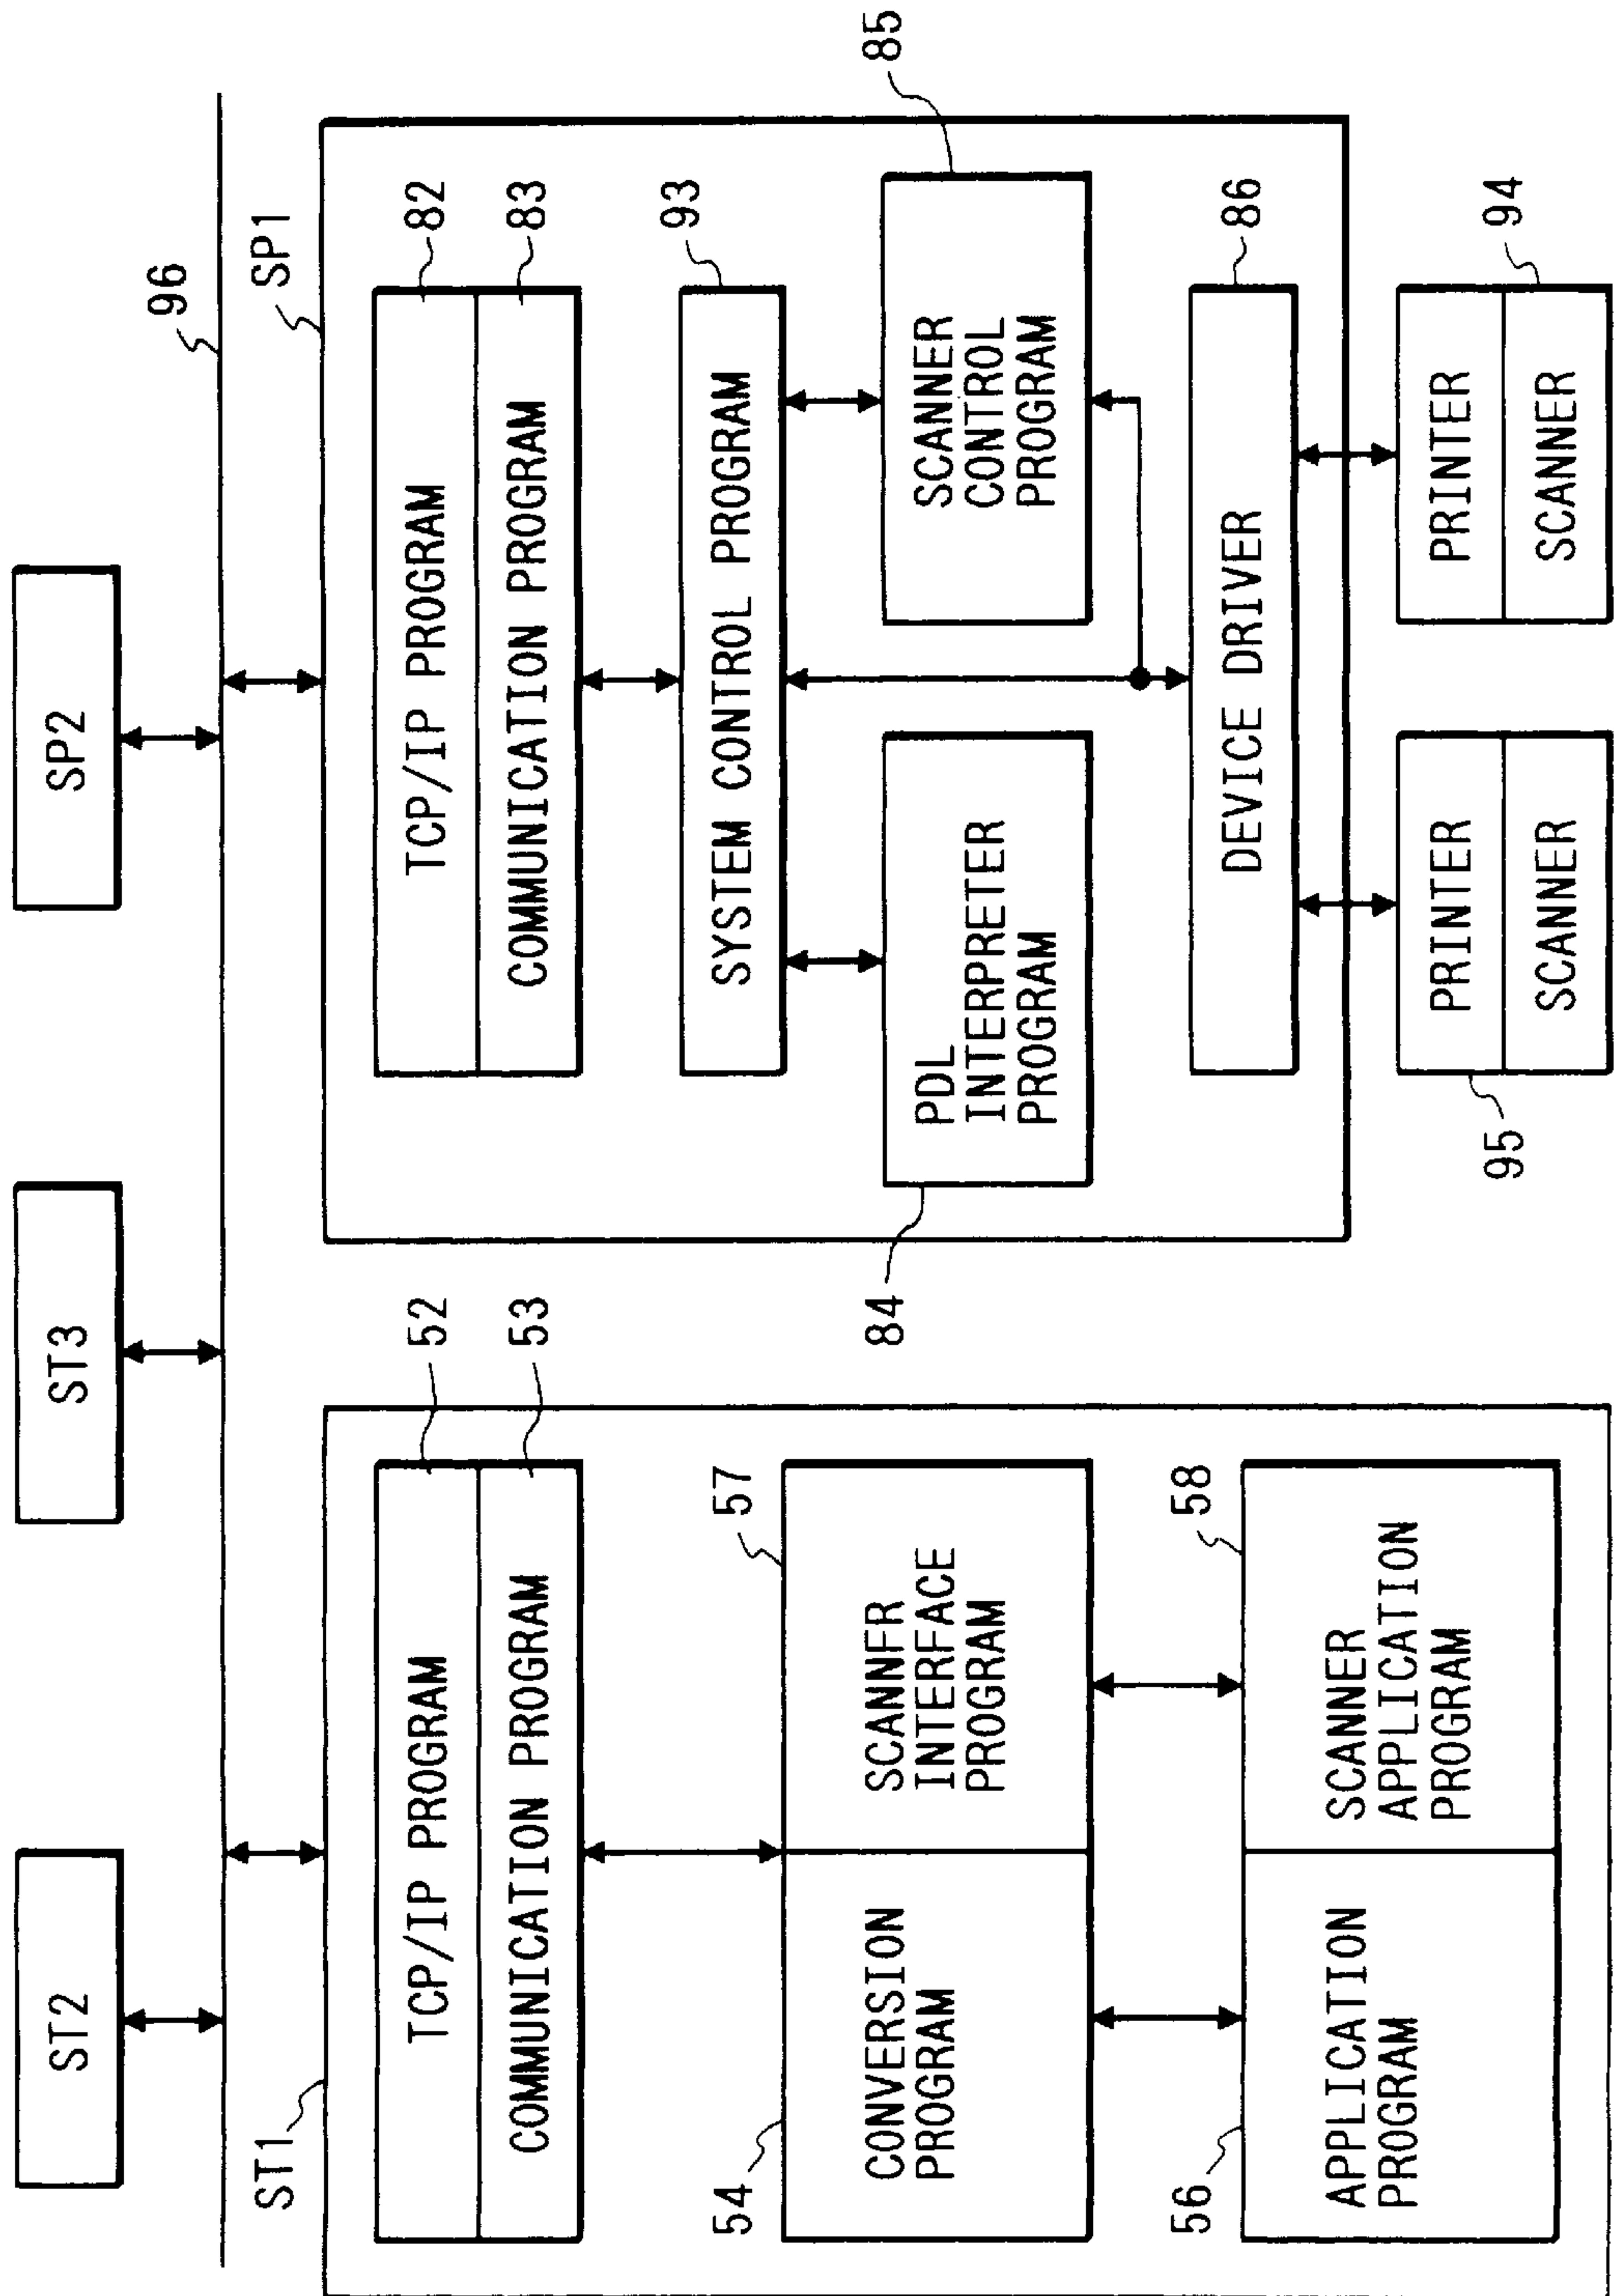 ST2
ST3
SP2
96
ST1
TCP/IP PROGRAM
52
COMMUNICATION PROGRAM
53
54
CONVERSION
PROGRAM
57
SCANNFR
INTERFACE
PROGRAM
56
APPLICATION
PROGRAM
58
SCANNER
APPLICATION
PROGRAM
SP1
TCP/IP PROGRAM
82
COMMUNICATION PROGRAM
83
SYSTEM CONTROL PROGRAM
93
84
PDL
INTERPRETER
PROGRAM
SCANNER
CONTROL
PROGRAM
85
DEVICE DRIVER
86
95
PRINTER
SCANNER
PRINTER
SCANNER
94